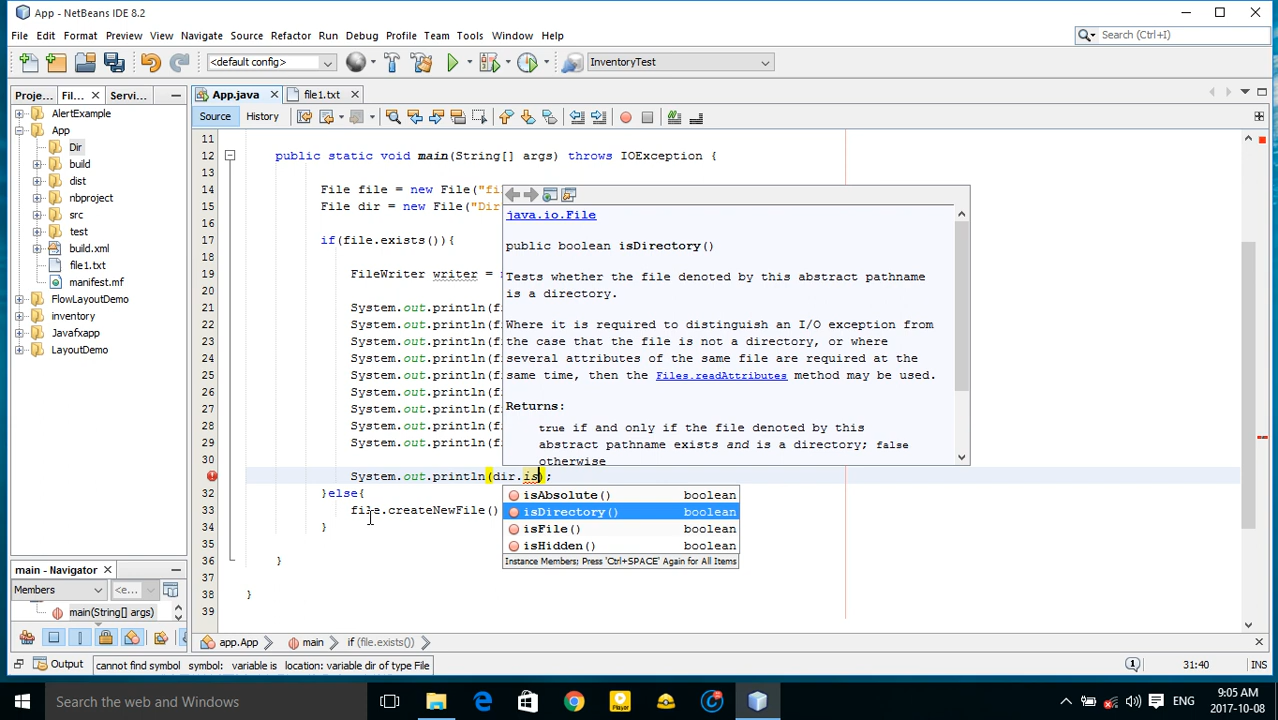 App - NetBeans IDE 8.2
File Edit Format Preview View Navigate Source Refactor Run Debug Profile Team Tools Window Help
Search (Ctrl+I)
<default config>
InventoryTest
Proje... Fil... Servi...
App.java file1.txt
Source History
AlertExample
App
Dir
build
dist
nbproject
src
test
build.xml
file1.txt
manifest.mf
FlowLayoutDemo
inventory
Javafxapp
LayoutDemo
11
12 public static void main(String[] args) throws IOException {
13
14 File file = new File("fi
15 File dir = new File("Dir
16
17 if(file.exists()){
18
19 FileWriter writer = n
20
21 System.out.println(fi
22 System.out.println(fi
23 System.out.println(fi
24 System.out.println(fi
25 System.out.println(fi
26 System.out.println(fi
27 System.out.println(fi
28 System.out.println(fi
29 System.out.println(fi
30
System.out.println(dir.is);
32 }else{
33 file.createNewFile()
34 }
35
36 }
37
38 }
39
java.io.File
public boolean isDirectory()
Tests whether the file denoted by this abstract pathname
is a directory.
Where it is required to distinguish an I/O exception from
the case that the file is not a directory, or where
several attributes of the same file are required at the
same time, then the Files.readAttributes method may be used.
Returns:
true if and only if the file denoted by this
abstract pathname exists and is a directory; false
otherwise
isAbsolute() boolean
isDirectory() boolean
isFile() boolean
isHidden() boolean
Instance Members; Press 'Ctrl+SPACE' Again for All Items
main - Navigator
Members <e...
main(String[] args)
app.App main if (file.exists())
Output cannot find symbol symbol: variable is location: variable dir of type File
1 31:40 INS
Search the web and Windows
Player
ENG
9:05 AM
2017-10-08